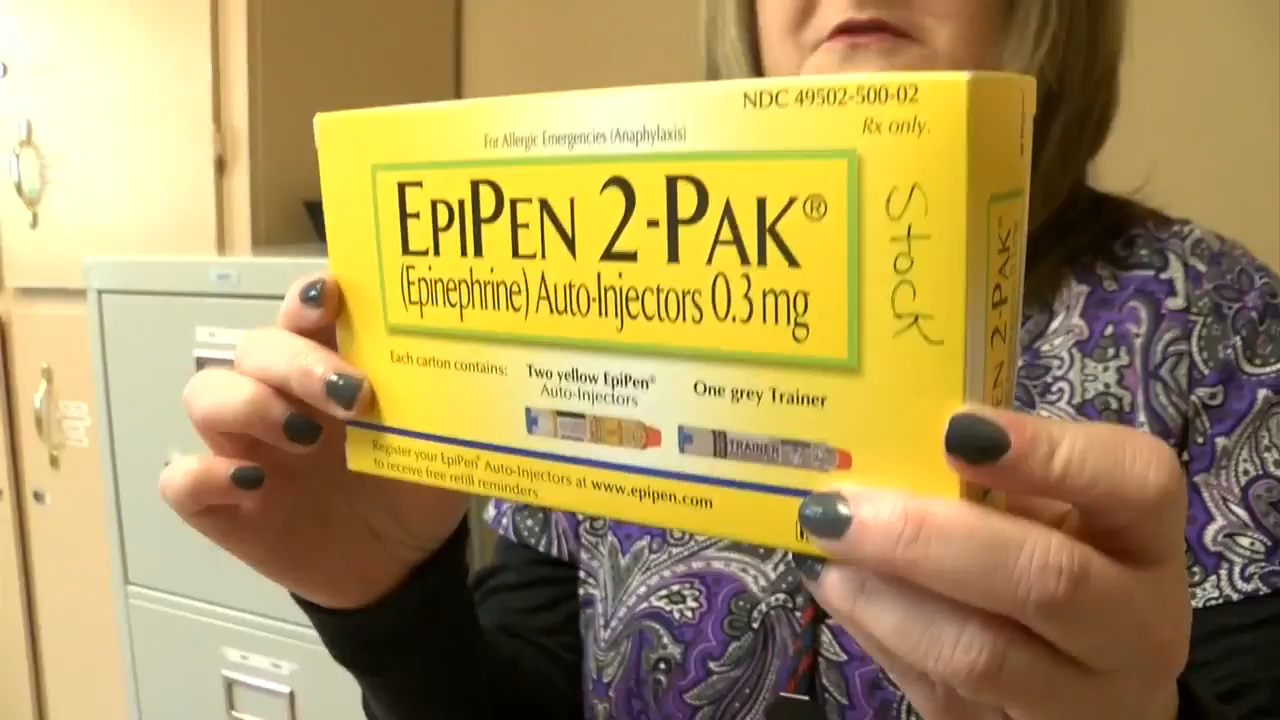 NDC 49502-500-02
Rx only.
For Allergic Emergencies (Anaphylaxis)
EPIPEN 2-PAK®
(Epinephrine) Auto-Injectors 0.3 mg
Stock
Each carton contains:
Two yellow EpiPen®
Auto-Injectors
One grey Trainer
TRAINER
Register your EpiPen® Auto-Injectors at www.epipen.com
to receive free refill reminders
EN 2-PAK